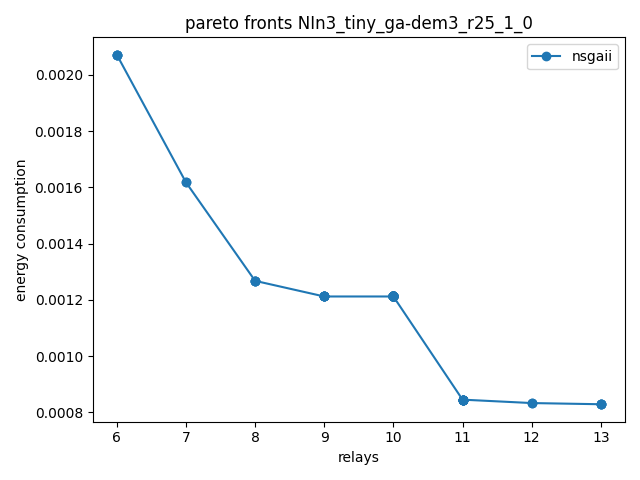 pareto fronts NIn3_tiny_ga-dem3_r25_1_0
nsgaii
energy consumption
0.0020
0.0018
0.0016
0.0014
0.0012
0.0010
0.0008
6 7 8 9 10 11 12 13
relays